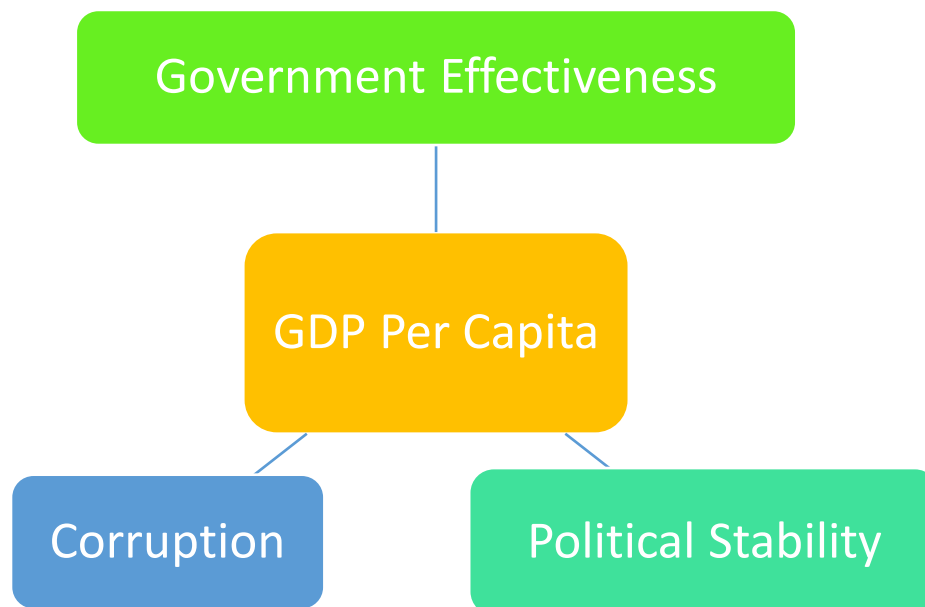 Government Effectiveness
GDP Per Capita
Corruption
Political Stability